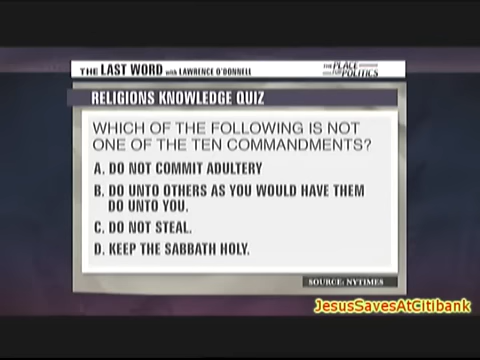 THE LAST WORD WITH LAWRENCE O'DONNELL
THE PLACE
FOR POLITICS
RELIGIONS KNOWLEDGE QUIZ
WHICH OF THE FOLLOWING IS NOT
ONE OF THE TEN COMMANDMENTS?
A. DO NOT COMMIT ADULTERY
B. DO UNTO OTHERS AS YOU WOULD HAVE THEM
DO UNTO YOU.
C. DO NOT STEAL.
D. KEEP THE SABBATH HOLY.
SOURCE: NYTIMES
JesusSavesAtCitibank